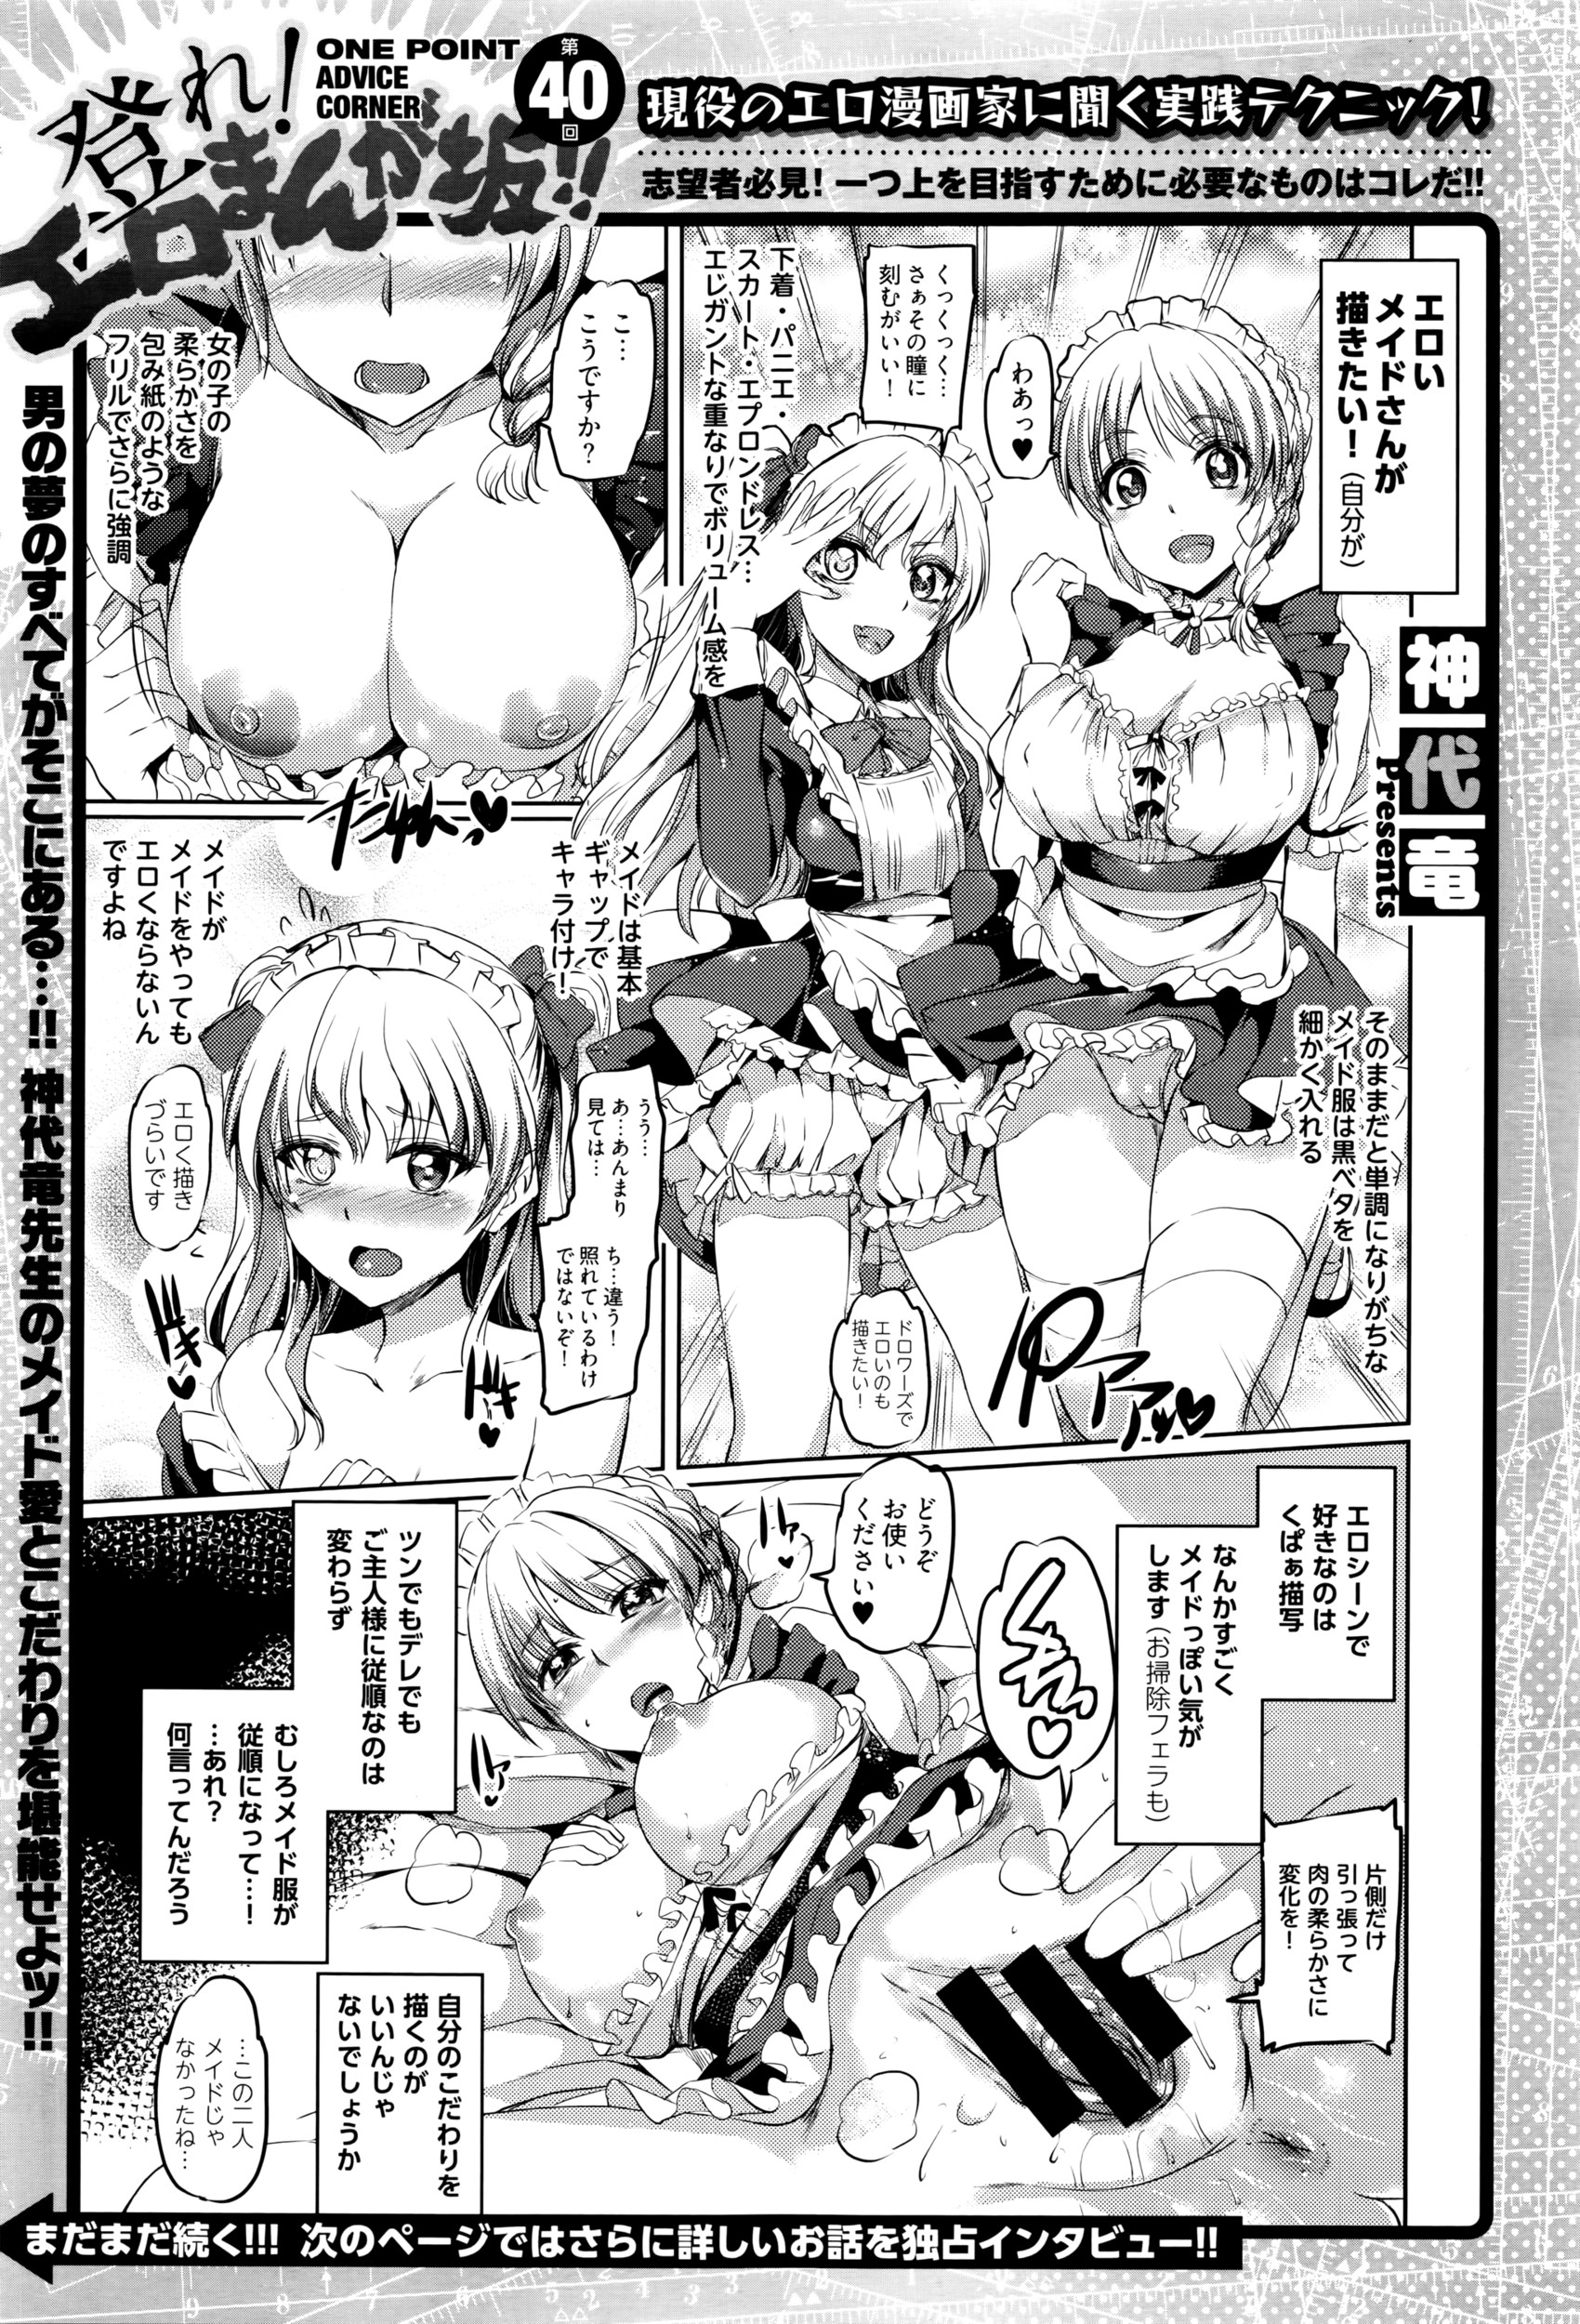 登れ！
エロまんが坂!!
ONE POINT
ADVICE
CORNER
第
40
回
現役のエロ漫画家に聞く実践テクニック！
志望者必見！一つ上を目指すために必要なものはコレだ!!
男の夢のすべてがそこにある…!! 神代竜先生のメイド愛とこだわりを堪能せよッ!!
神代竜
Presents
エロい
メイドさんが
描きたい！（自分が）
わあっ♥
くっくっく…
さぁその瞳に
刻むがいい！
下着・パニエ・
スカート・エプロンドレス…
エレガントな重なりでボリューム感を
そのままだと単調になりがちな
メイド服は黒ベタを
細かく入れる
ドロワーズで
エロいのも
描きたい！
こ…
こうですか？
女の子の
柔らかさを
包み紙のような
フリルでさらに強調
たゆんっ♥
メイドは基本
ギャップで
キャラ付け！
メイドが
メイドをやっても
エロくならないん
ですよね
エロく描き
づらいです
うう…
あ…あんまり
見ては…
ち…違う！
照れているわけ
ではないぞ！
ドキ
ドキ
エロシーンで
好きなのは
くぱぁ描写
なんかすごく
メイドっぽい気が
します（お掃除フェラも）
片側だけ
引っ張って
肉の柔らかさに
変化を！
くちゅっ♥
どうぞ
お使い
ください♥
ハァ
ハァ
ツンでもデレでも
ご主人様に従順なのは
変わらず
むしろメイド服が
従順になって…！
…あれ？
何言ってんだろう
自分のこだわりを
描くのが
いいんじゃ
ないでしょうか
…この二人
メイドじゃ
なかったね…
まだまだ続く!!! 次のページではさらに詳しいお話を独占インタビュー!!